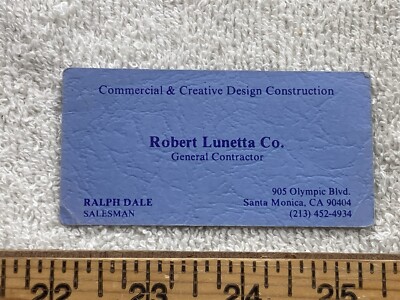 Commercial & Creative Design Construction
Robert Lunetta Co.
General Contractor
RALPH DALE
SALESMAN
905 Olympic Blvd.
Santa Monica, CA 90404
(213) 452-4934
22 23 24 25 26